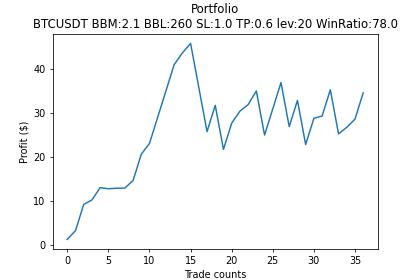 Portfolio
BTCUSDT BBM:2.1 BBL:260 SL:1.0 TP:0.6 lev:20 WinRatio:78.0
40
30
20
10
0
Profit ($)
0 5 10 15 20 25 30 35
Trade counts